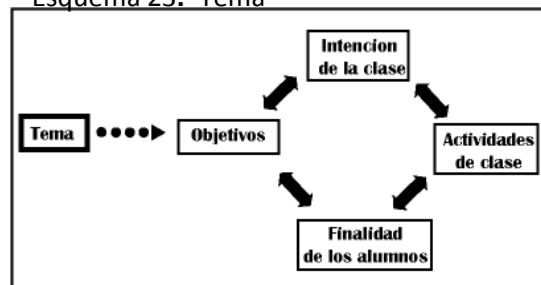 Esquema 23. Tema
Intencion
de la clase
Tema
Objetivos
Actividades
de clase
Finalidad
de los alumnos